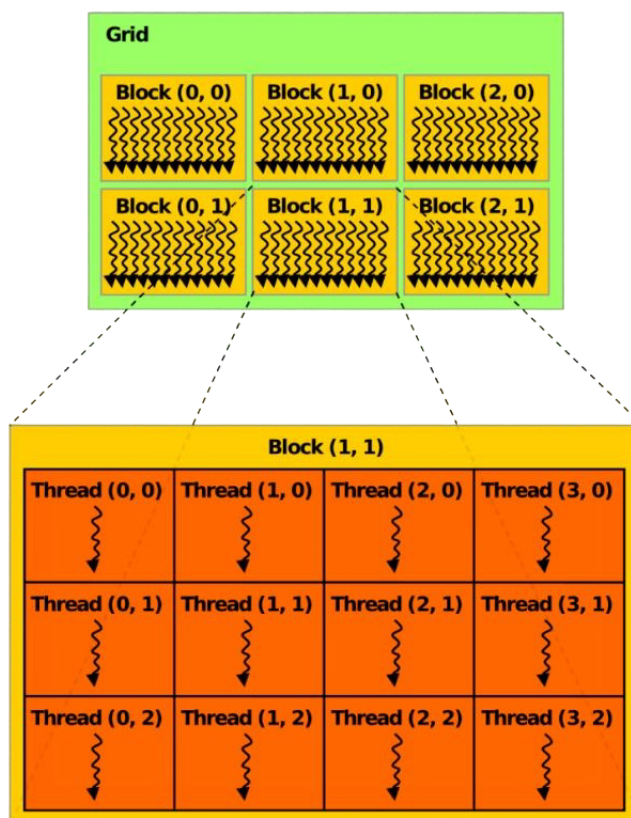 Grid
Block (0, 0) Block (1, 0) Block (2, 0)
Block (0, 1) Block (1, 1) Block (2, 1)
Block (1, 1)
Thread (0, 0) Thread (1, 0) Thread (2, 0) Thread (3, 0)
Thread (0, 1) Thread (1, 1) Thread (2, 1) Thread (3, 1)
Thread (0, 2) Thread (1, 2) Thread (2, 2) Thread (3, 2)